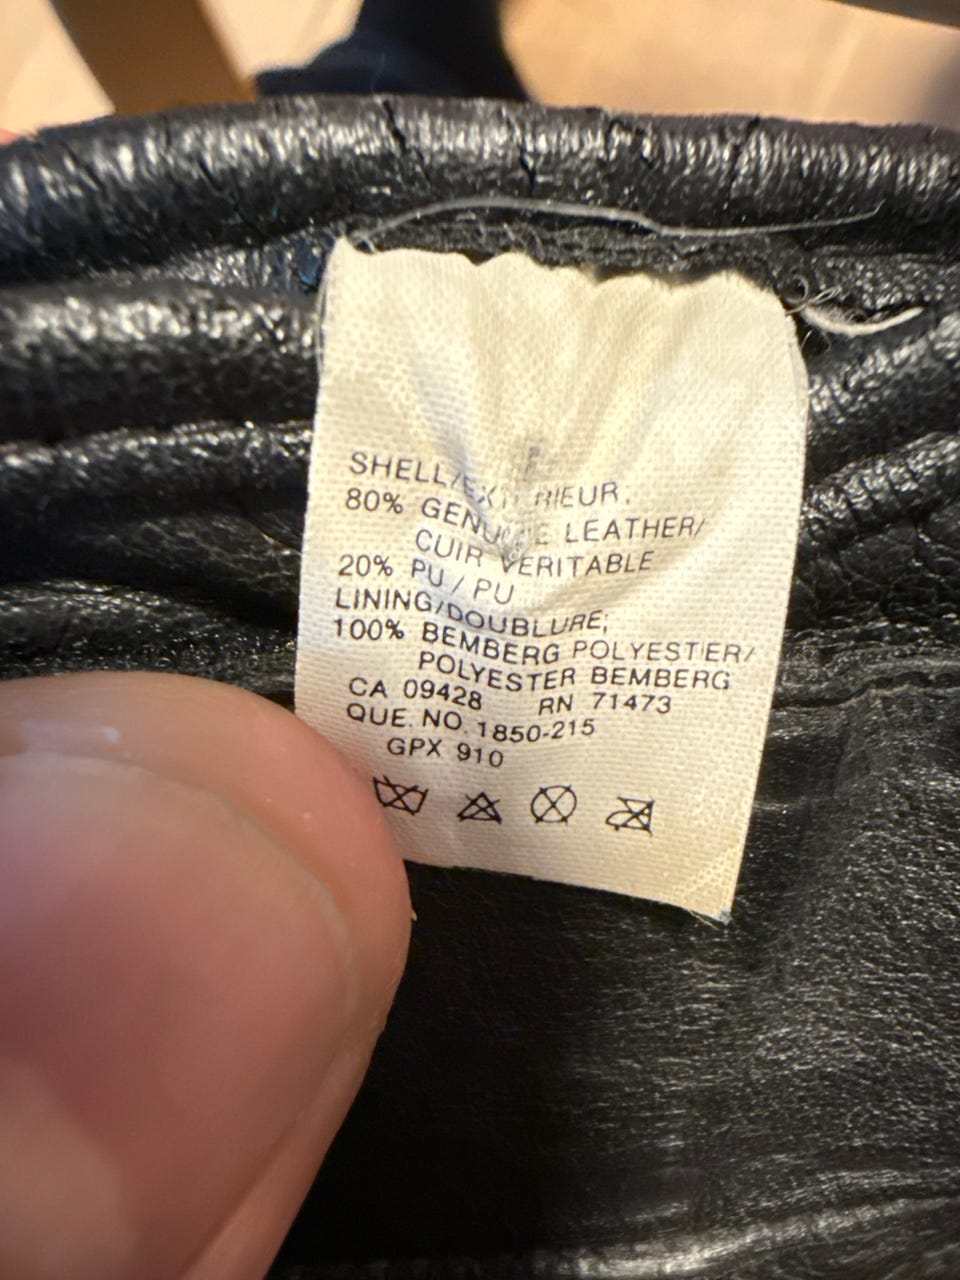 SHELL/EXTERIEUR;
80% GENUINE LEATHER/
CUIR VERITABLE
20% PU / PU
LINING/DOUBLURE;
100% BEMBERG POLYESTIER/
POLYESTER BEMBERG
CA 09428 RN 71473
QUE. NO. 1850-215
GPX 910